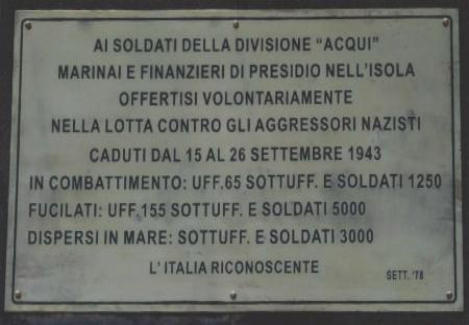 AI SOLDATI DELLA DIVISIONE "ACQUI"
MARINAI E FINANZIERI DI PRESIDIO NELL'ISOLA
OFFERTISI VOLONTARIAMENTE
NELLA LOTTA CONTRO GLI AGGRESSORI NAZISTI
CADUTI DAL 15 AL 26 SETTEMBRE 1943
IN COMBATTIMENTO: UFF.65 SOTTUFF. E SOLDATI 1250
FUCILATI: UFF.155 SOTTUFF. E SOLDATI 5000
DISPERSI IN MARE: SOTTUFF. E SOLDATI 3000
L'ITALIA RICONOSCENTE
SETT. '78